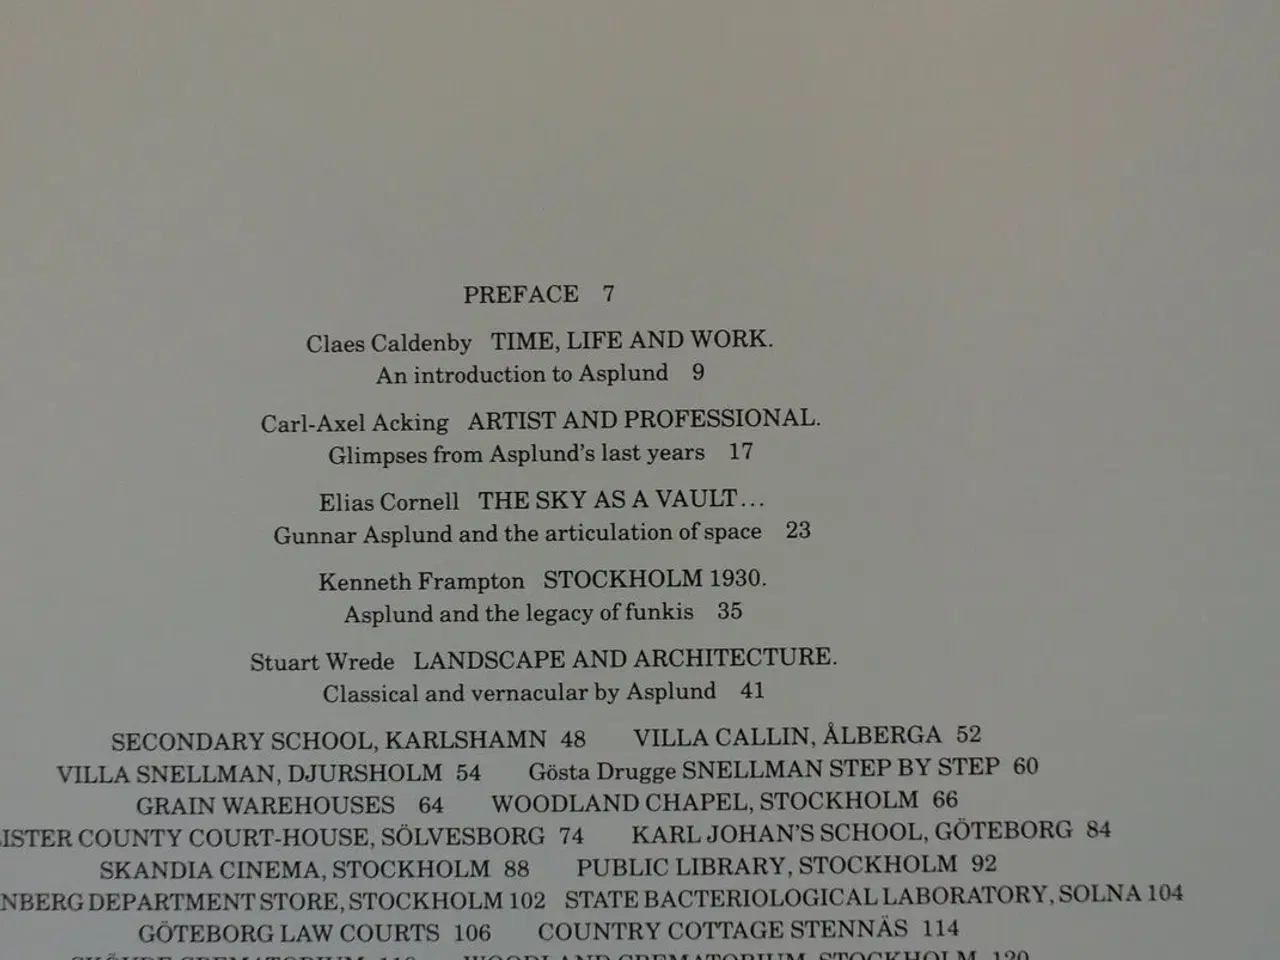 PREFACE 7
Claes Caldenby TIME, LIFE AND WORK.
An introduction to Asplund 9
Carl-Axel Acking ARTIST AND PROFESSIONAL.
Glimpses from Asplund's last years 17
Elias Cornell THE SKY AS A VAULT...
Gunnar Asplund and the articulation of space 23
Kenneth Frampton STOCKHOLM 1930.
Asplund and the legacy of funkis 35
Stuart Wrede LANDSCAPE AND ARCHITECTURE.
Classical and vernacular by Asplund 41
SECONDARY SCHOOL, KARLSHAMN 48 VILLA CALLIN, ÅLBERGA 52
VILLA SNELLMAN, DJURSHOLM 54 Gösta Drugge SNELLMAN STEP BY STEP 60
GRAIN WAREHOUSES 64 WOODLAND CHAPEL, STOCKHOLM 66
ISTER COUNTY COURT-HOUSE, SÖLVESBORG 74 KARL JOHAN'S SCHOOL, GÖTEBORG 84
SKANDIA CINEMA, STOCKHOLM 88 PUBLIC LIBRARY, STOCKHOLM 92
NBERG DEPARTMENT STORE, STOCKHOLM 102 STATE BACTERIOLOGICAL LABORATORY, SOLNA 104
GÖTEBORG LAW COURTS 106 COUNTRY COTTAGE STENNÄS 114
SKÖVDE CREMATORIUM WOODLAND CREMATORIUM, STOCKHOLM 120